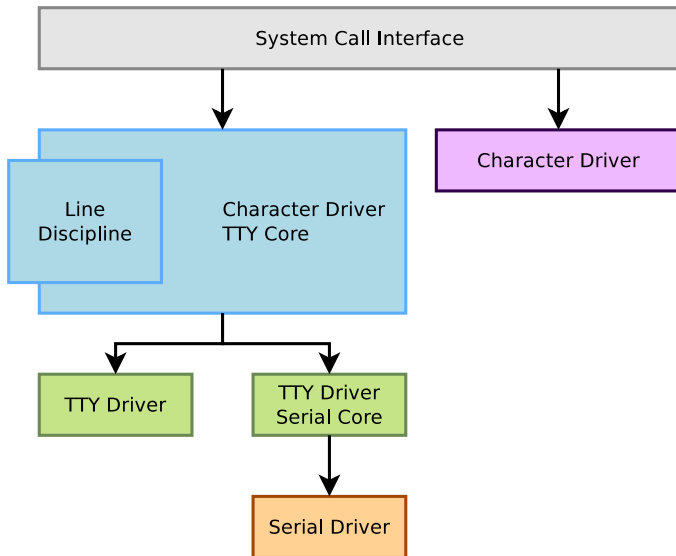 System Call Interface
Line
Discipline
Character Driver
TTY Core
Character Driver
TTY Driver
TTY Driver
Serial Core
Serial Driver